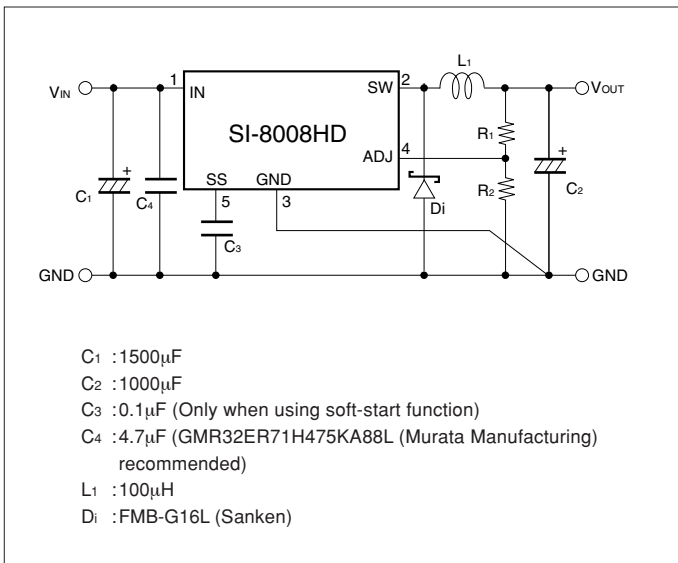 L1
1
2
VIN
IN
SW
VOUT
SI-8008HD
R1
+
ADJ
4
+
SS
GND
C1
C4
R2
Di
C2
5
3
C3
GND
GND
C1 :1500μF
C2 :1000μF
C3 :0.1μF (Only when using soft-start function)
C4 :4.7μF (GMR32ER71H475KA88L (Murata Manufacturing)
recommended)
L1 :100μH
Di :FMB-G16L (Sanken)